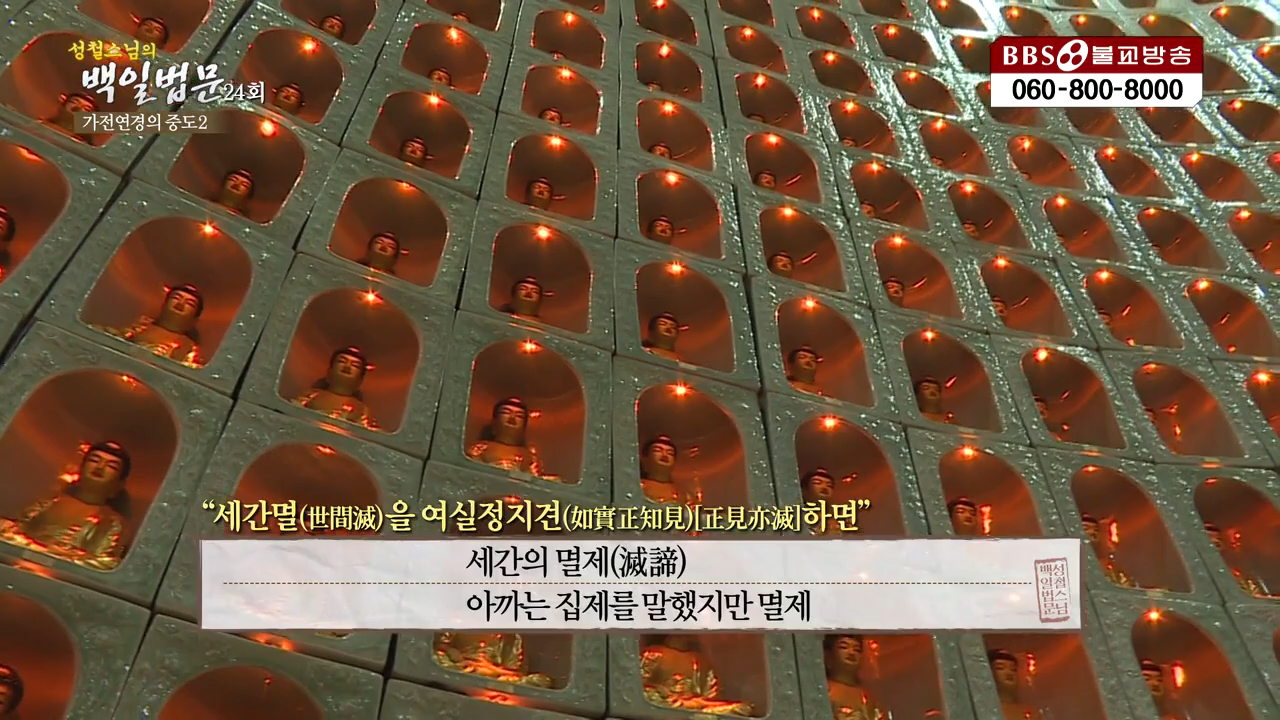 성철스님의
백일법문 24회
가전연경의 중도2
BBS 불교방송
060-800-8000
“세간멸(世間滅)을 여실정지견(如實正知見)[正見亦滅]하면”
세간의 멸제(滅諦)
아까는 집제를 말했지만 멸제
성철스님
백일법문